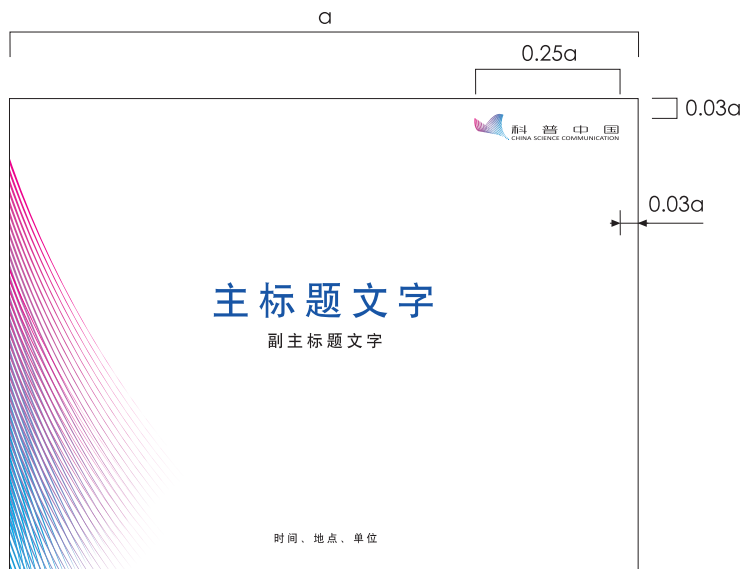 a
0.25a
0.03a
科普中国
CHINA SCIENCE COMMUNICATION
0.03a
主标题文字
副主标题文字
时间、地点、单位